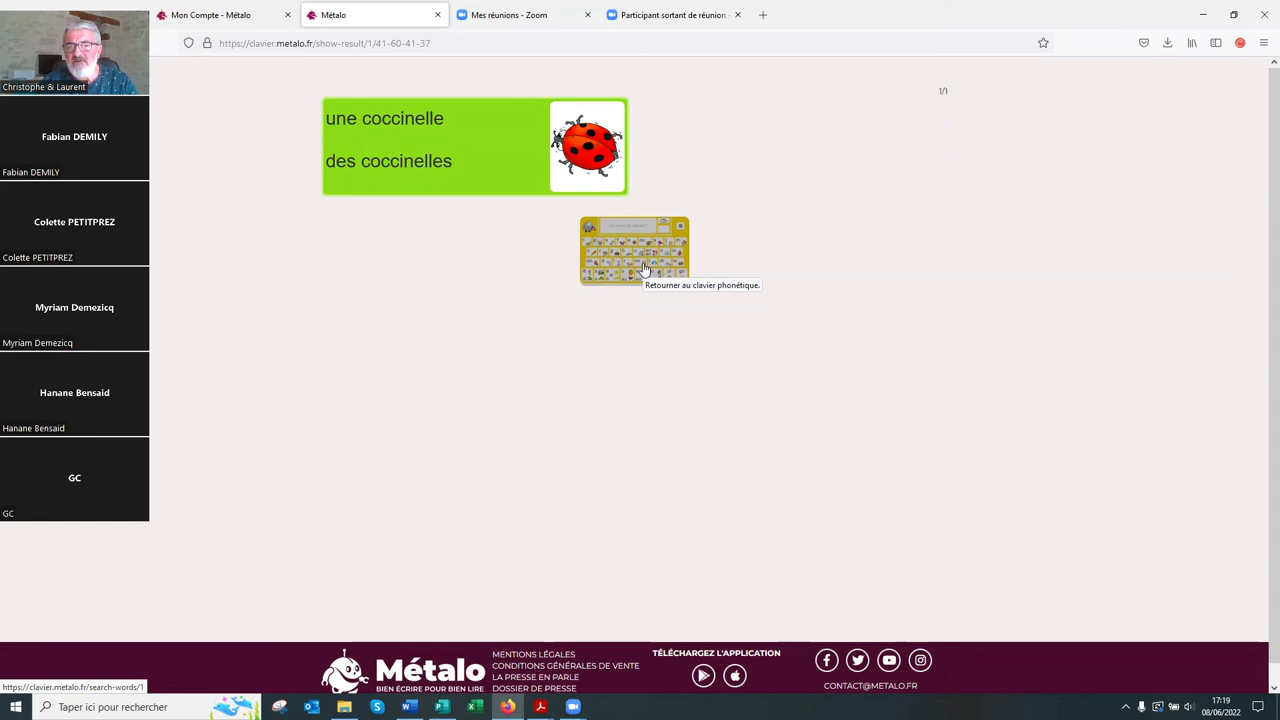 Mon Compte - Métalo
Métalo
Mes réunions - Zoom
Participant sortant de réunion -
https://clavier.metalo.fr/show-result/1/41-60-41-37
Christophe & Laurent
Fabian DEMILY
Fabian DEMILY
Colette PETITPREZ
Colette PETITPREZ
Myriam Demezicq
Myriam Demezicq
Hanane Bensaid
Hanane Bensaid
GC
GC
1/1
une coccinelle
des coccinelles
Retourner au clavier phonétique.
Métalo
BIEN ÉCRIRE POUR BIEN LIRE
MENTIONS LÉGALES
CONDITIONS GÉNÉRALES DE VENTE
LA PRESSE EN PARLE
DOSSIER DE PRESSE
TÉLÉCHARGEZ L'APPLICATION
CONTACT@METALO.FR
https://clavier.metalo.fr/search-words/1
Taper ici pour rechercher
17:19
08/06/2022